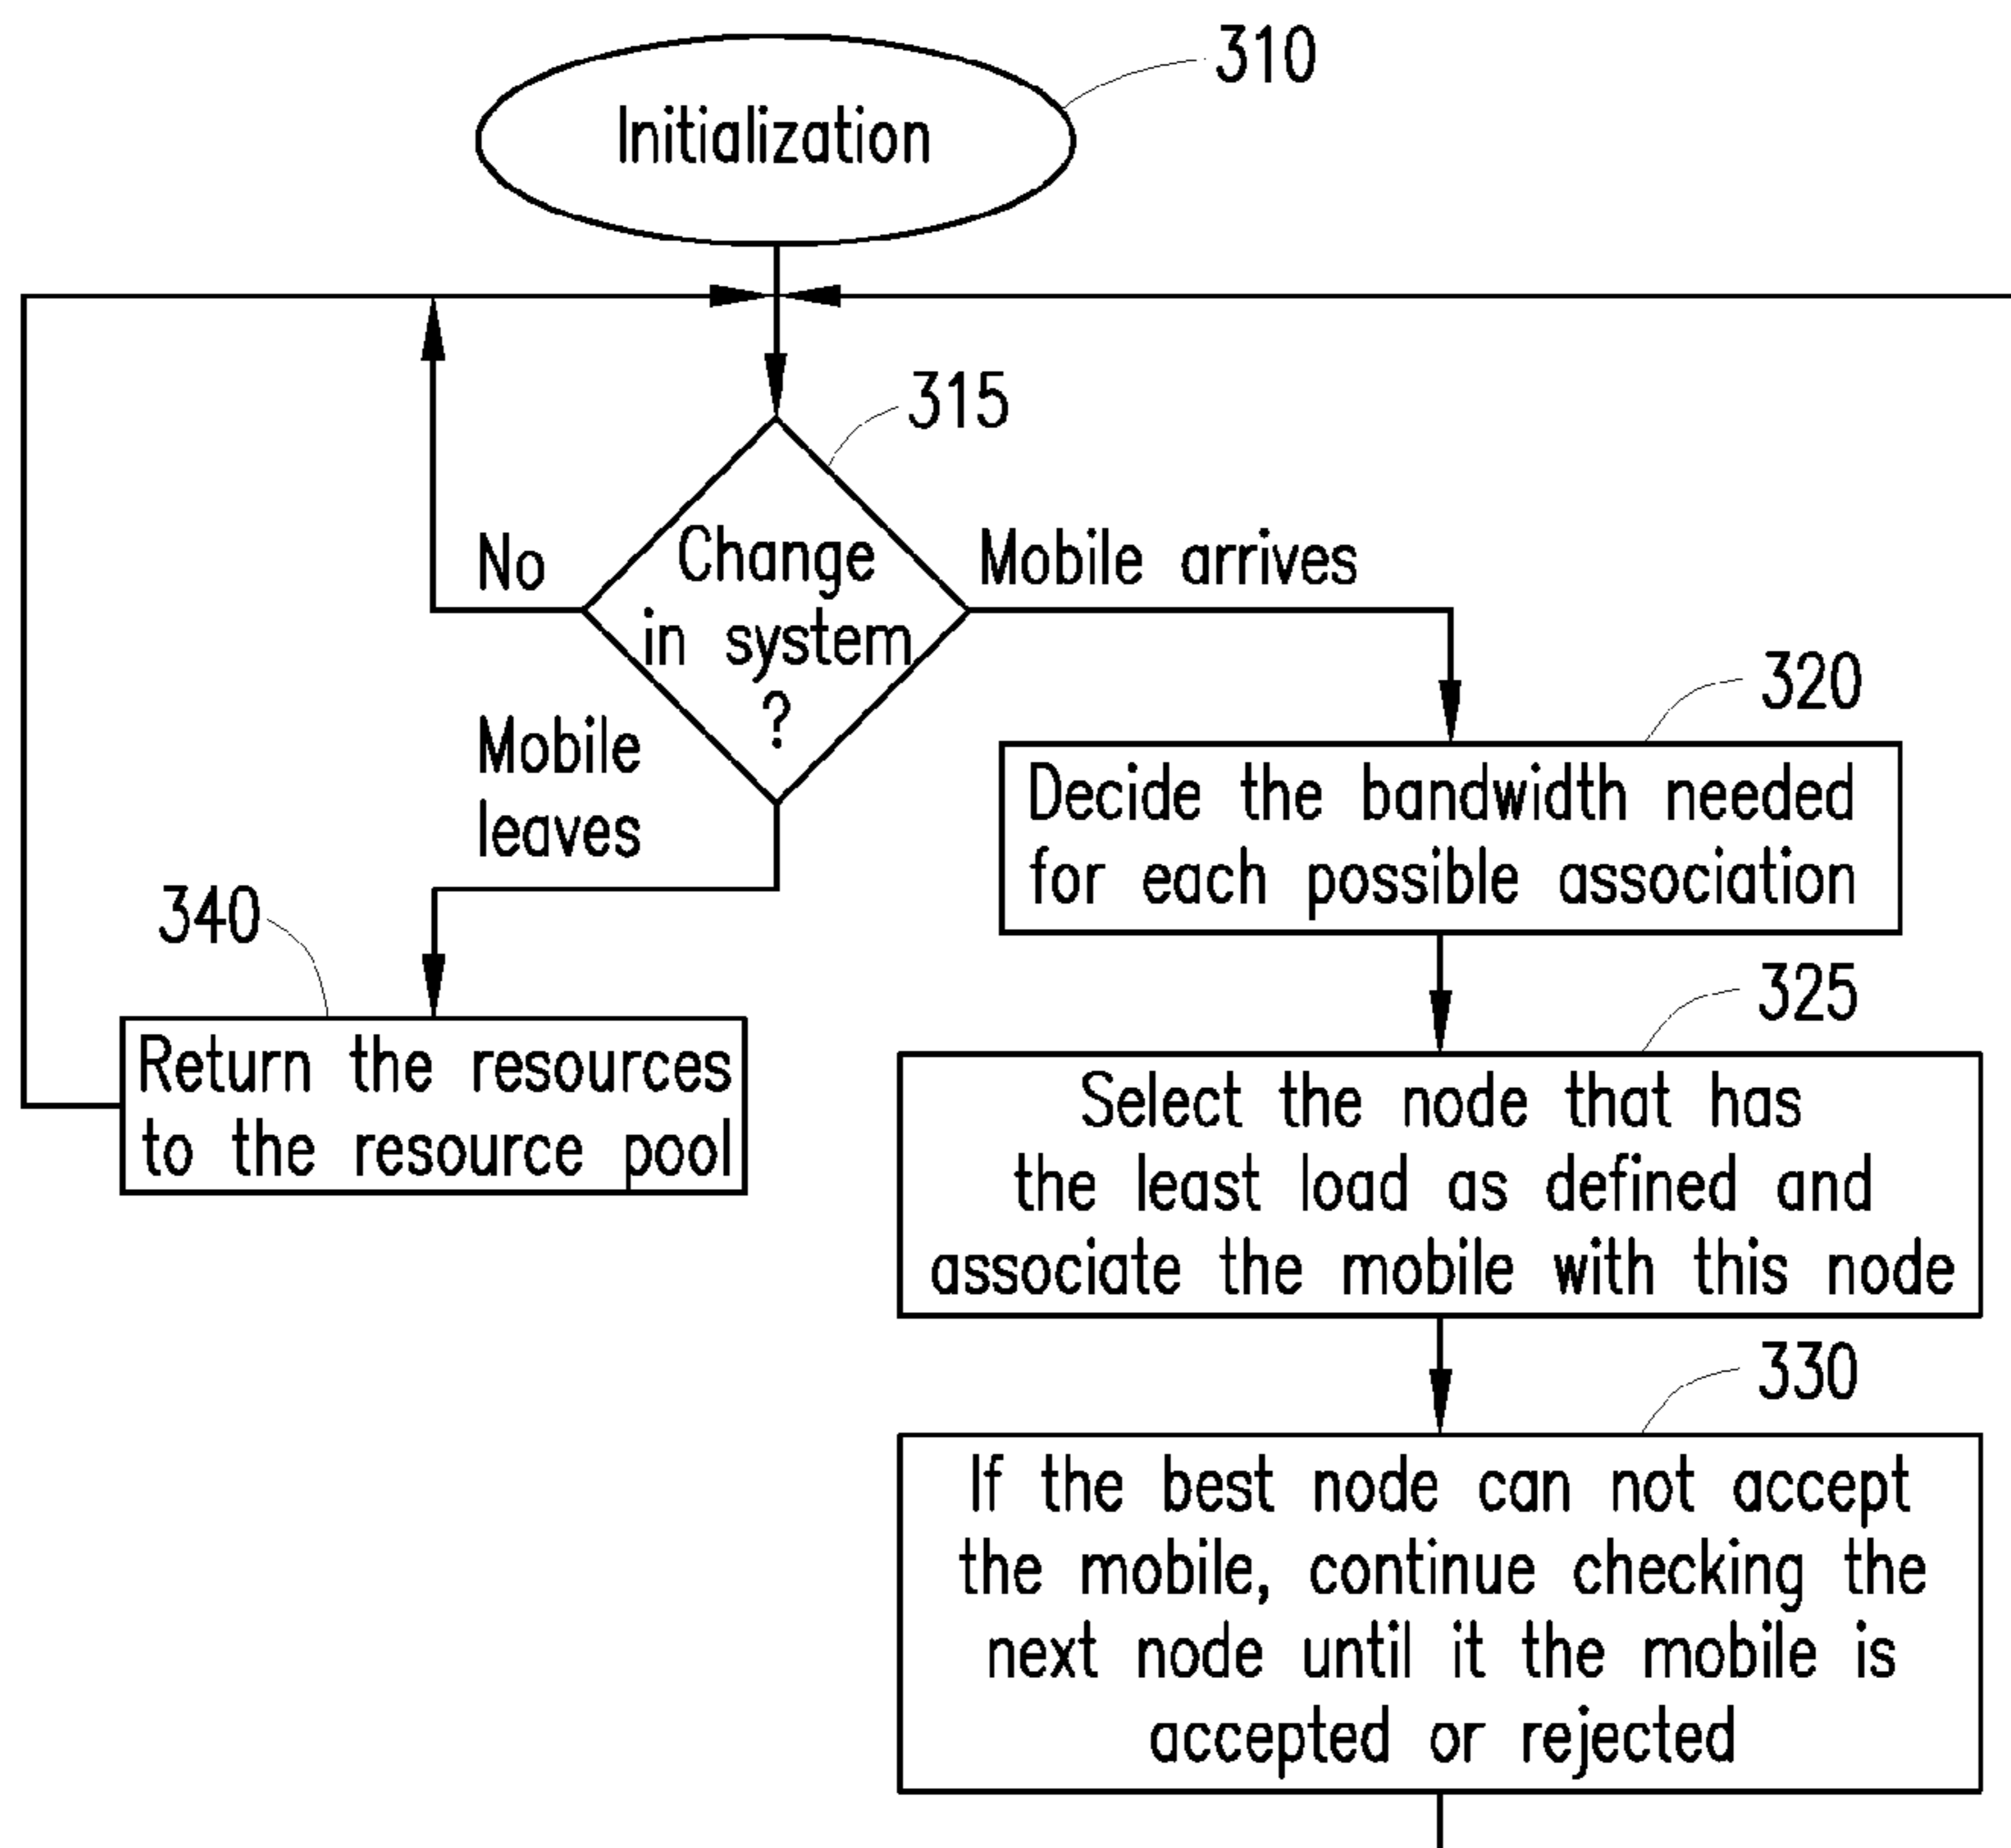 310
Initialization
315
Change
in system
?
No
Mobile arrives
Mobile
leaves
320
Decide the bandwidth needed
for each possible association
340
Return the resources
to the resource pool
325
Select the node that has
the least load as defined and
associate the mobile with this node
330
If the best node can not accept
the mobile, continue checking the
next node until it the mobile is
accepted or rejected